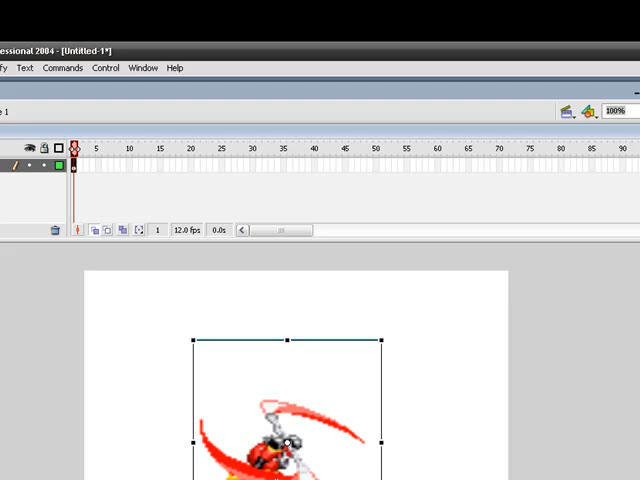 essional 2004 - [Untitled-1*]
fy Text Commands Control Window Help
e 1
100%
5 10 15 20 25 30 35 40 45 50 55 60 65 70 75 80 85 90
1 12.0 fps 0.0s